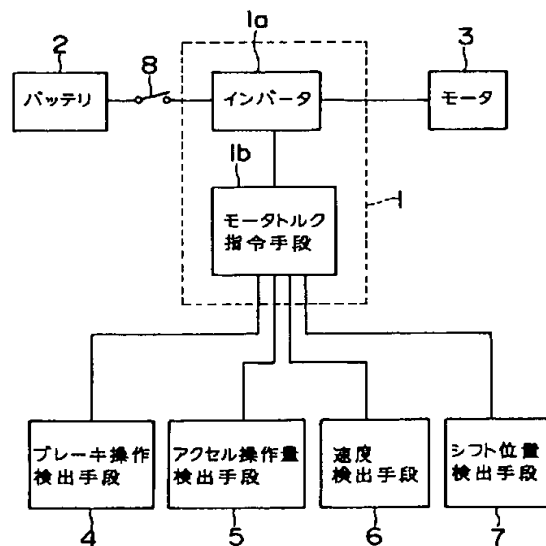 1a
2
8
3
バッテリ
インバータ
モータ
1b
モータトルク
指令手段
1
ブレーキ操作
検出手段
アクセル操作量
検出手段
速度
検出手段
シフト位置
検出手段
4
5
6
7